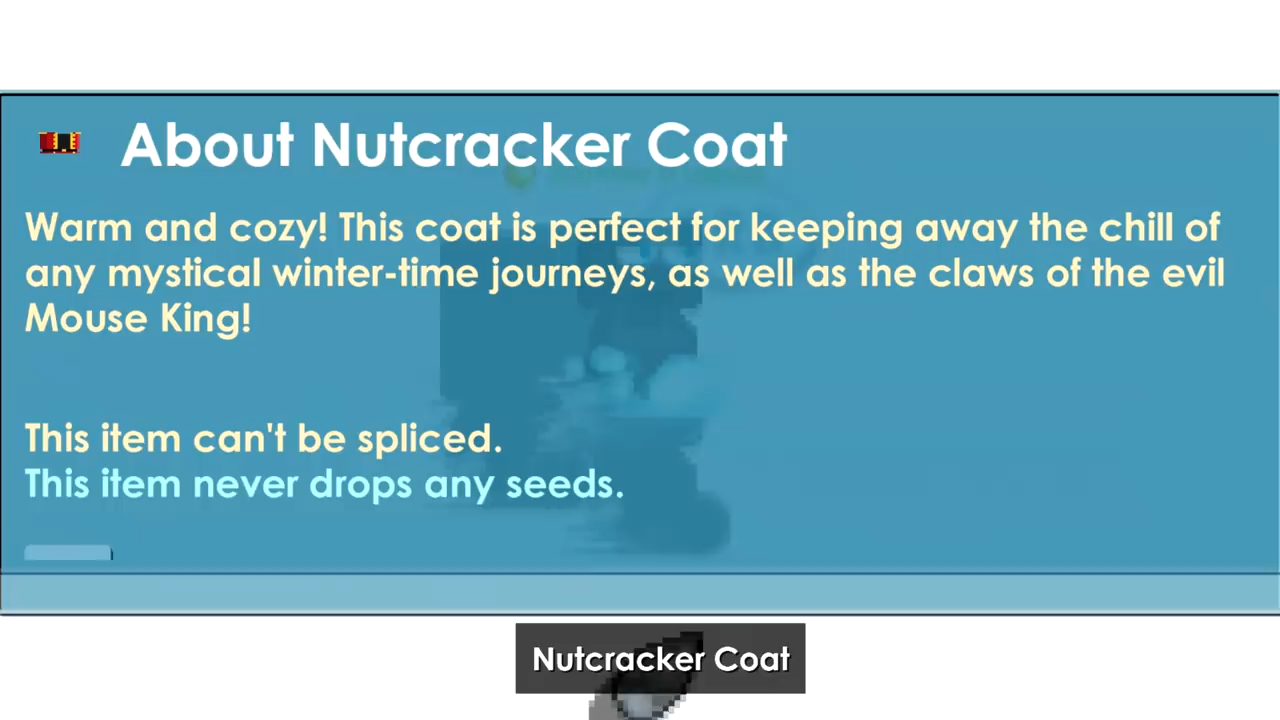 About Nutcracker Coat
Warm and cozy! This coat is perfect for keeping away the chill of
any mystical winter-time journeys, as well as the claws of the evil
Mouse King!
This item can't be spliced.
This item never drops any seeds.
Nutcracker Coat